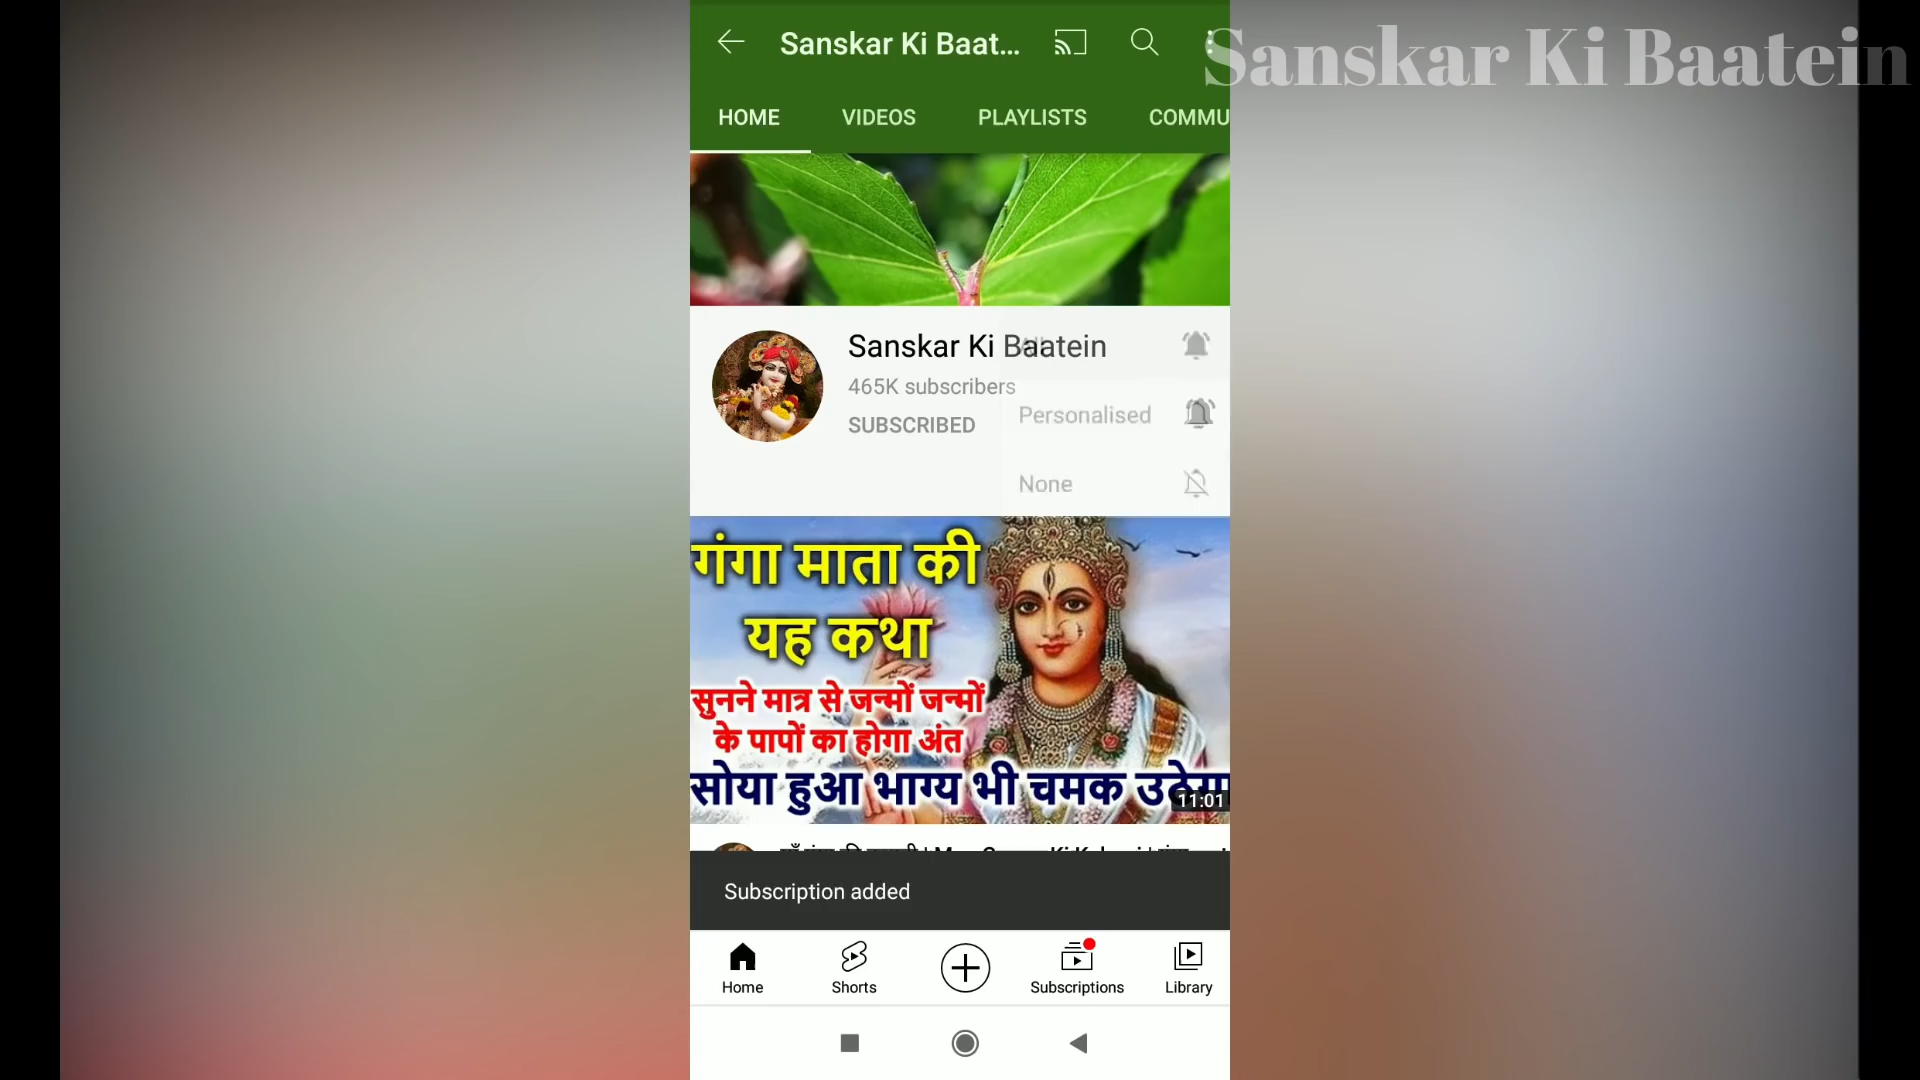 Sanskar Ki Baat...
Sanskar Ki Baatein
HOME VIDEOS PLAYLISTS COMMU
Sanskar Ki Baatein
All
465K subscribers
SUBSCRIBED
Personalised
None
गंगा माता की
यह कथा
सुनने मात्र से जन्मों जन्मों
के पापों का होगा अंत
सोया हुआ भाग्य भी चमक उठेगा
11:01
Subscription added
Home Shorts Subscriptions Library